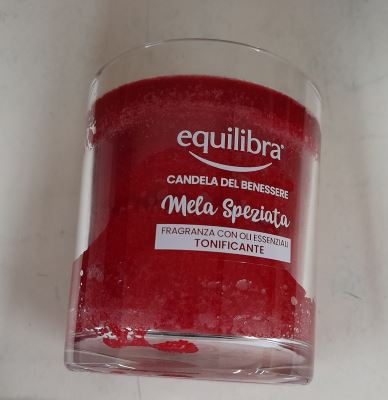 equilibra®
CANDELA DEL BENESSERE
Mela Speziata
FRAGRANZA CON OLI ESSENZIALI
TONIFICANTE